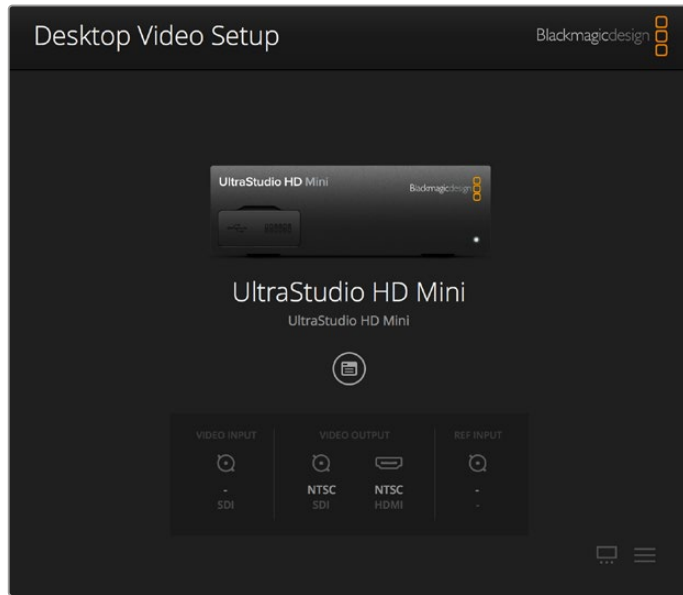 Desktop Video Setup
Blackmagicdesign
UltraStudio HD Mini
Blackmagicdesign
UltraStudio HD Mini
UltraStudio HD Mini
VIDEO INPUT VIDEO OUTPUT REF INPUT
- NTSC NTSC -
SDI SDI HDMI -